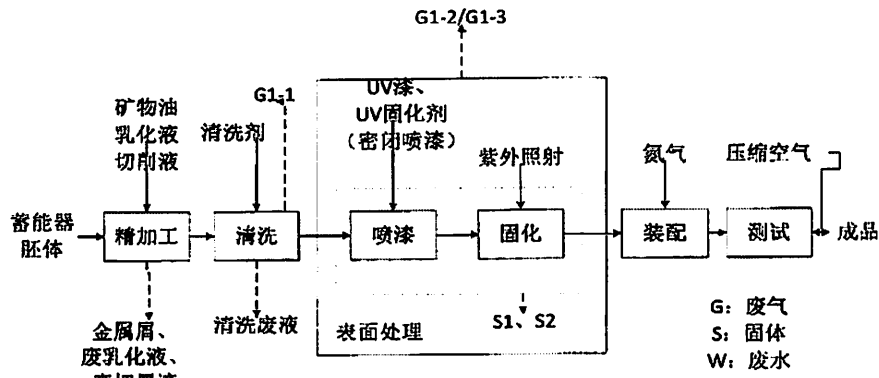 G1-2/G1-3
G1-1
矿物油
乳化液
切削液
清洗剂
UV漆、
UV固化剂
（密闭喷漆）
紫外照射
氮气
压缩空气
蓄能器
胚体
精加工
清洗
喷漆
固化
装配
测试
成品
金属屑、
废乳化液、
清洗废液
表面处理
S1、S2
G：废气
S：固体
W：废水